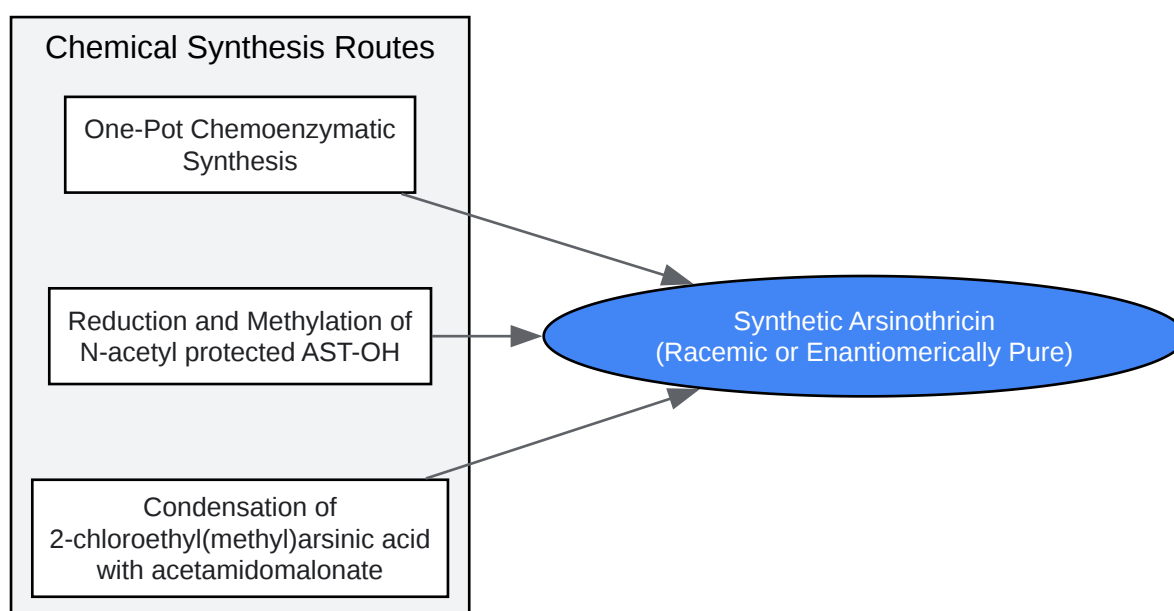 Chemical Synthesis Routes
One-Pot Chemoenzymatic
Synthesis
Reduction and Methylation of
N-acetyl protected AST-OH
Condensation of
2-chloroethyl(methyl)arsinic acid
with acetamidomalonate
Synthetic Arsinothricin
(Racemic or Enantiomerically Pure)